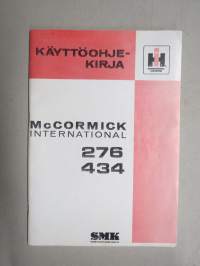 KÄYTTÖOHJE-
KIRJA
McCORMICK
INTERNATIONAL
276
434
SMK